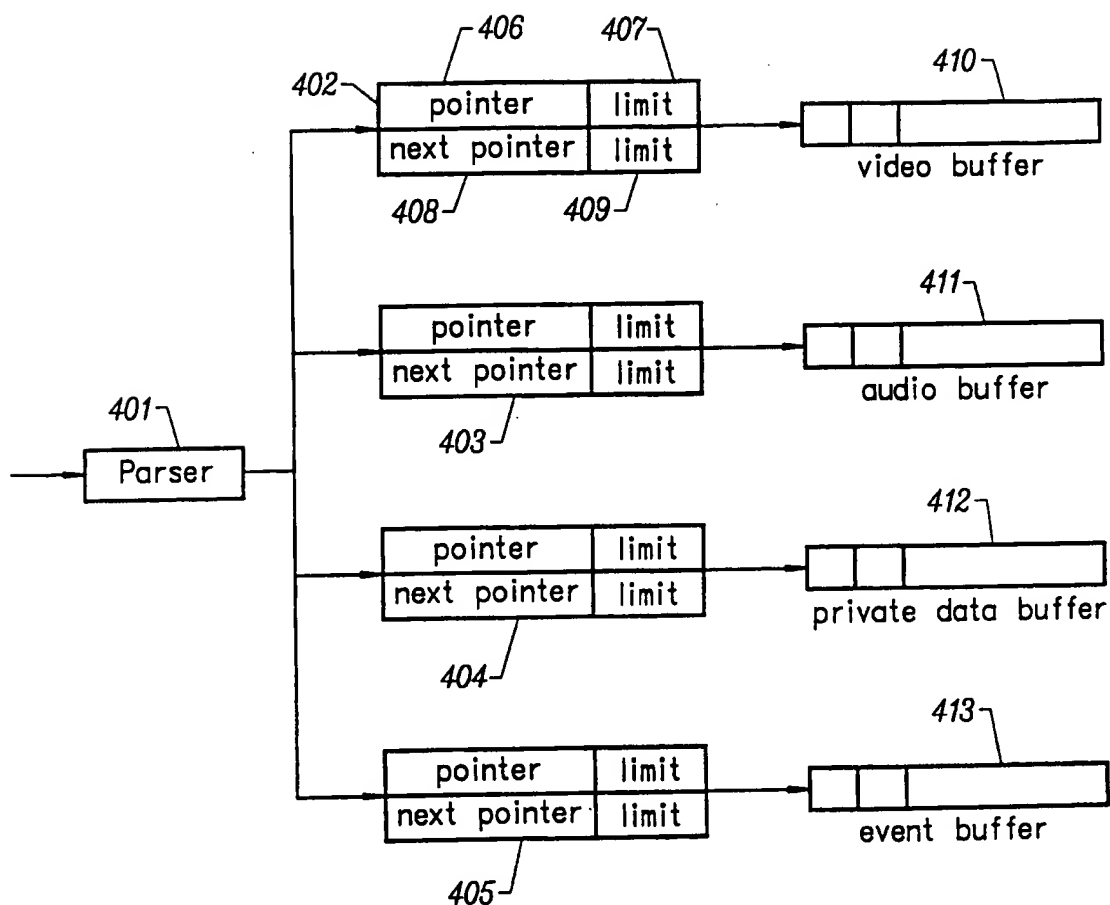 406
407
410
402
pointer limit
next pointer limit
video buffer
408
409
411
pointer limit
next pointer limit
audio buffer
401
403
Parser
412
pointer limit
next pointer limit
private data buffer
404
413
pointer limit
next pointer limit
event buffer
405